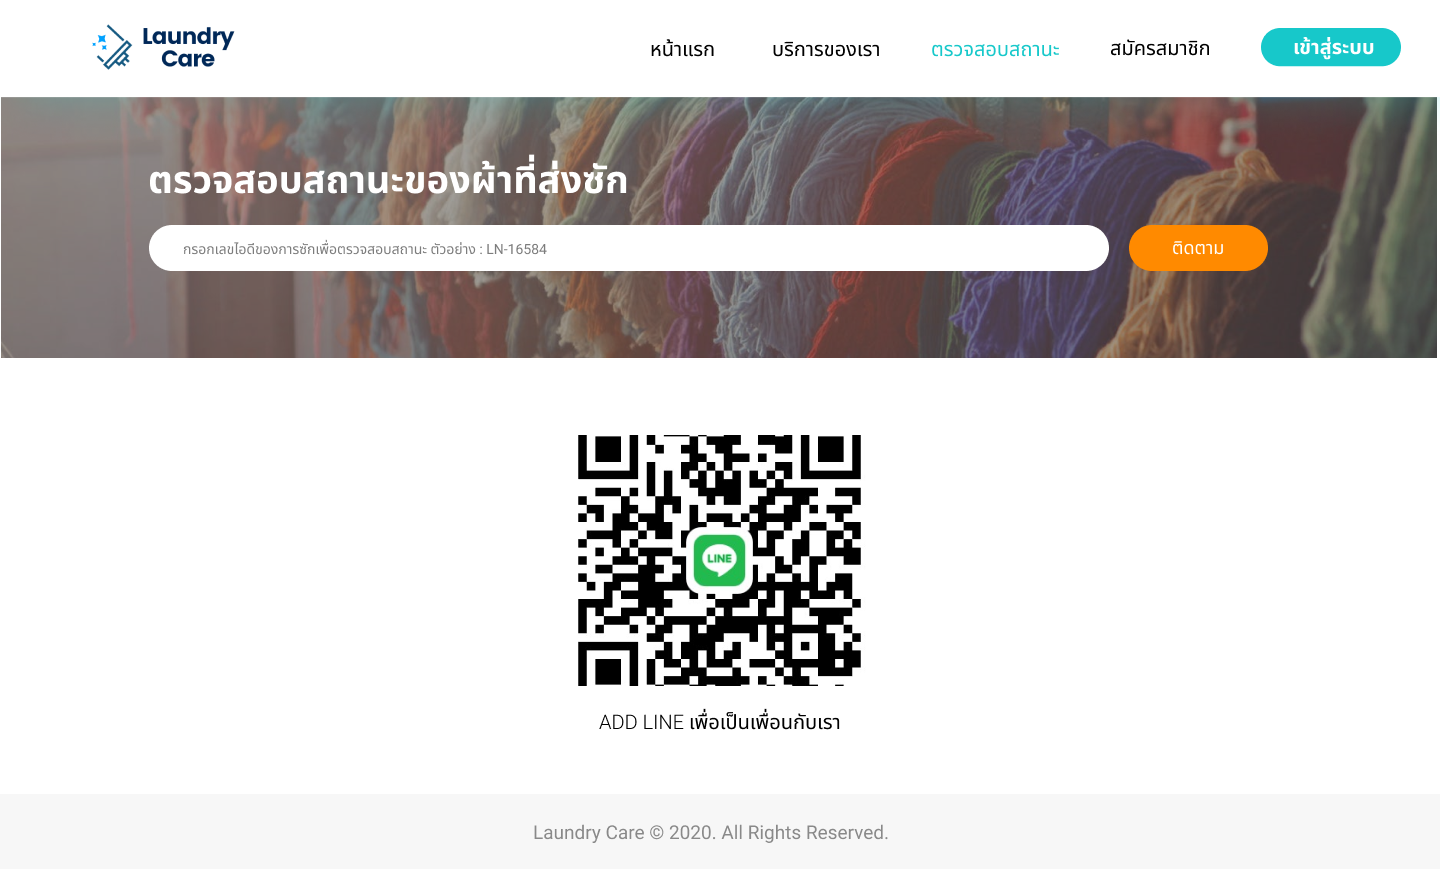 Laundry
Care
หน้าแรก
บริการของเรา
ตรวจสอบสถานะ
สมัครสมาชิก
เข้าสู่ระบบ
ตรวจสอบสถานะของผ้าที่ส่งซัก
กรอกเลขไอดีของการซักเพื่อตรวจสอบสถานะ ตัวอย่าง : LN-16584
ติดตาม
LINE
ADD LINE เพื่อเป็นเพื่อนกับเรา
Laundry Care © 2020. All Rights Reserved.